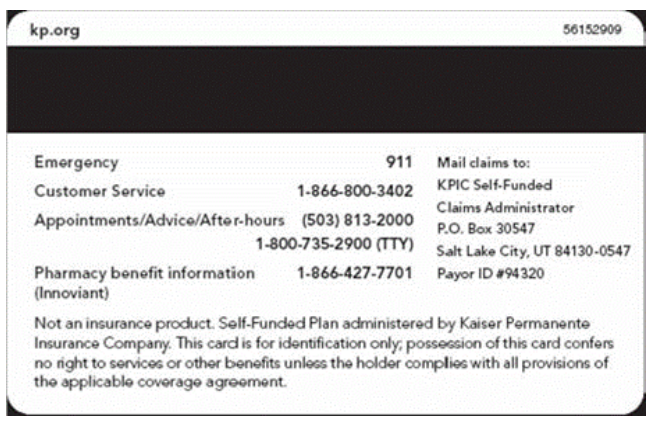 kp.org 56152909
Emergency 911
Customer Service 1-866-800-3402
Appointments/Advice/After-hours (503) 813-2000
1-800-735-2900 (TTY)
Pharmacy benefit information 1-866-427-7701
(Innoviant)
Mail claims to:
KPIC Self-Funded
Claims Administrator
P.O. Box 30547
Salt Lake City, UT 84130-0547
Payor ID #94320
Not an insurance product. Self-Funded Plan administered by Kaiser Permanente
Insurance Company. This card is for identification only; possession of this card confers
no right to services or other benefits unless the holder complies with all provisions of
the applicable coverage agreement.